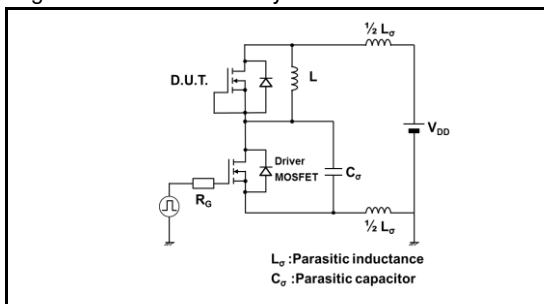 ½ Lσ
D.U.T.
L
VDD
Driver
MOSFET
Cσ
RG
½ Lσ
Lσ :Parasitic inductance
Cσ :Parasitic capacitor